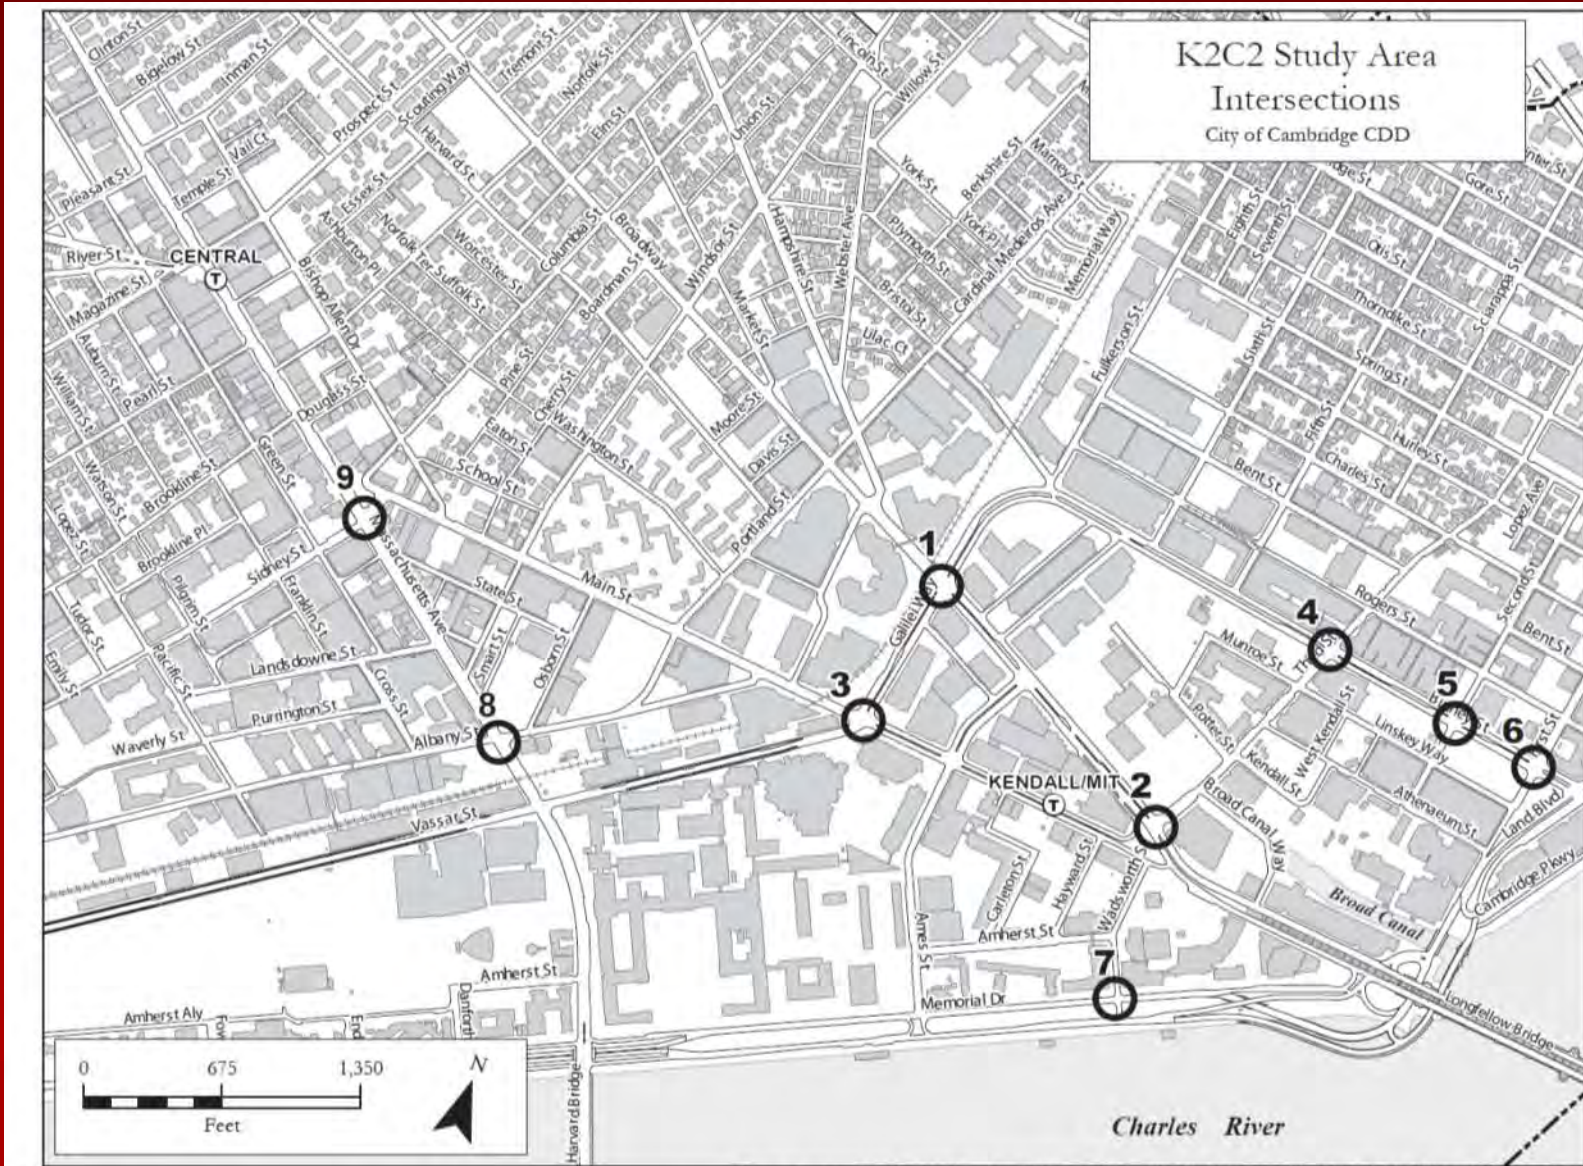 K2C2 Study Area
Intersections
City of Cambridge CDD
Clinton St
Bigelow St
Inman St
Tremont St
Norfolk St
Lincoln St
Willow St
Prospect St
Scouting Way
Elm St
Union St
Vail Ct
Harvard St
York St
Berkshire St
Marney St
Gore St
Pleasant St
Temple St
Essex St
Ashburton Pl
Norfolk Ter
Suffolk St
Worcester St
Columbia St
Broadway
Windsor St
Hampshire St
Webster Ave
Plymouth St
York Pl
Cardinal Medeiros Ave
Memorial Way
Eighth St
Seventh St
Otis St
Sciarappa St
River St
CENTRAL
T
Magazine St
Bishop Allen Dr
Boardman St
Market St
Bristol St
Lilac Ct
Thorndike St
Fulkerson St
Sixth St
Spring St
Auburn St
William St
Pearl St
Douglass St
Pine St
Cherry St
Washington St
Eaton St
School St
Moore St
Davis St
Portland St
Fifth St
Hurley St
Charles St
Bent St
Lopez Ave
Green St
Watson St
Brookline St
Lopez St
Brookline Pl
Sidney St
9
Massachusetts Ave
Main St
State St
1
Galilei Way
Rogers St
Second St
Bent St
Pilgrim St
Franklin St
Tudor St
Emily St
Pacific St
Landsdowne St
Cross St
Smart St
Osborn St
3
4
Munroe St
Third St
5
6
Purrington St
Waverly St
Albany St
8
Vassar St
Potter St
West Kendall St
Kendall St
Linskey Way
Athenaeum St
Land Blvd
KENDALL/MIT
T
2
Broad Canal Way
Cambridge Pkwy
Broad Canal
Carleton St
Hayward St
Wadsworth St
Ames St
Amherst St
7
Memorial Dr
Longfellow Bridge
Amherst St
Amherst Aly
Danforth
Harvard Bridge
Charles River
0 675 1,350
Feet
N